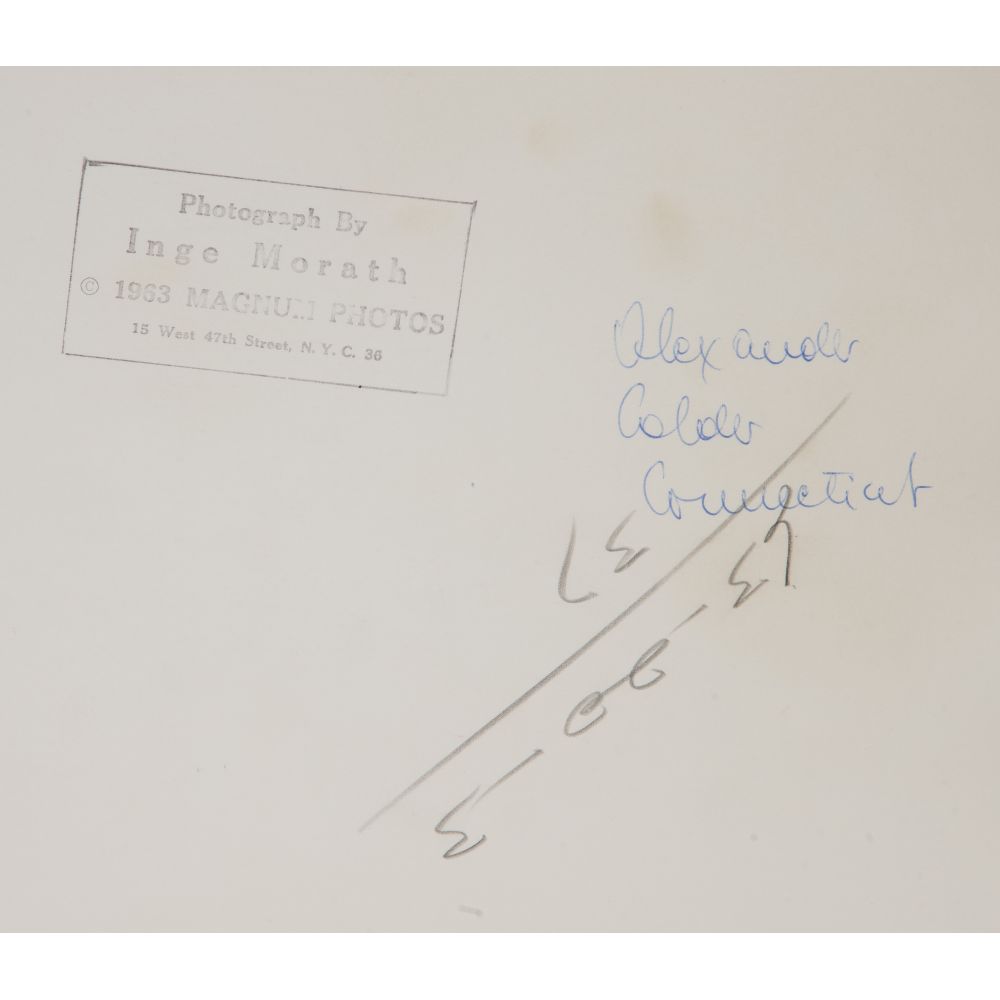 Photograph By
Inge Morath
© 1963 MAGNUM PHOTOS
15 West 47th Street, N. Y. C. 36
Alexander
Calder
Connecticut